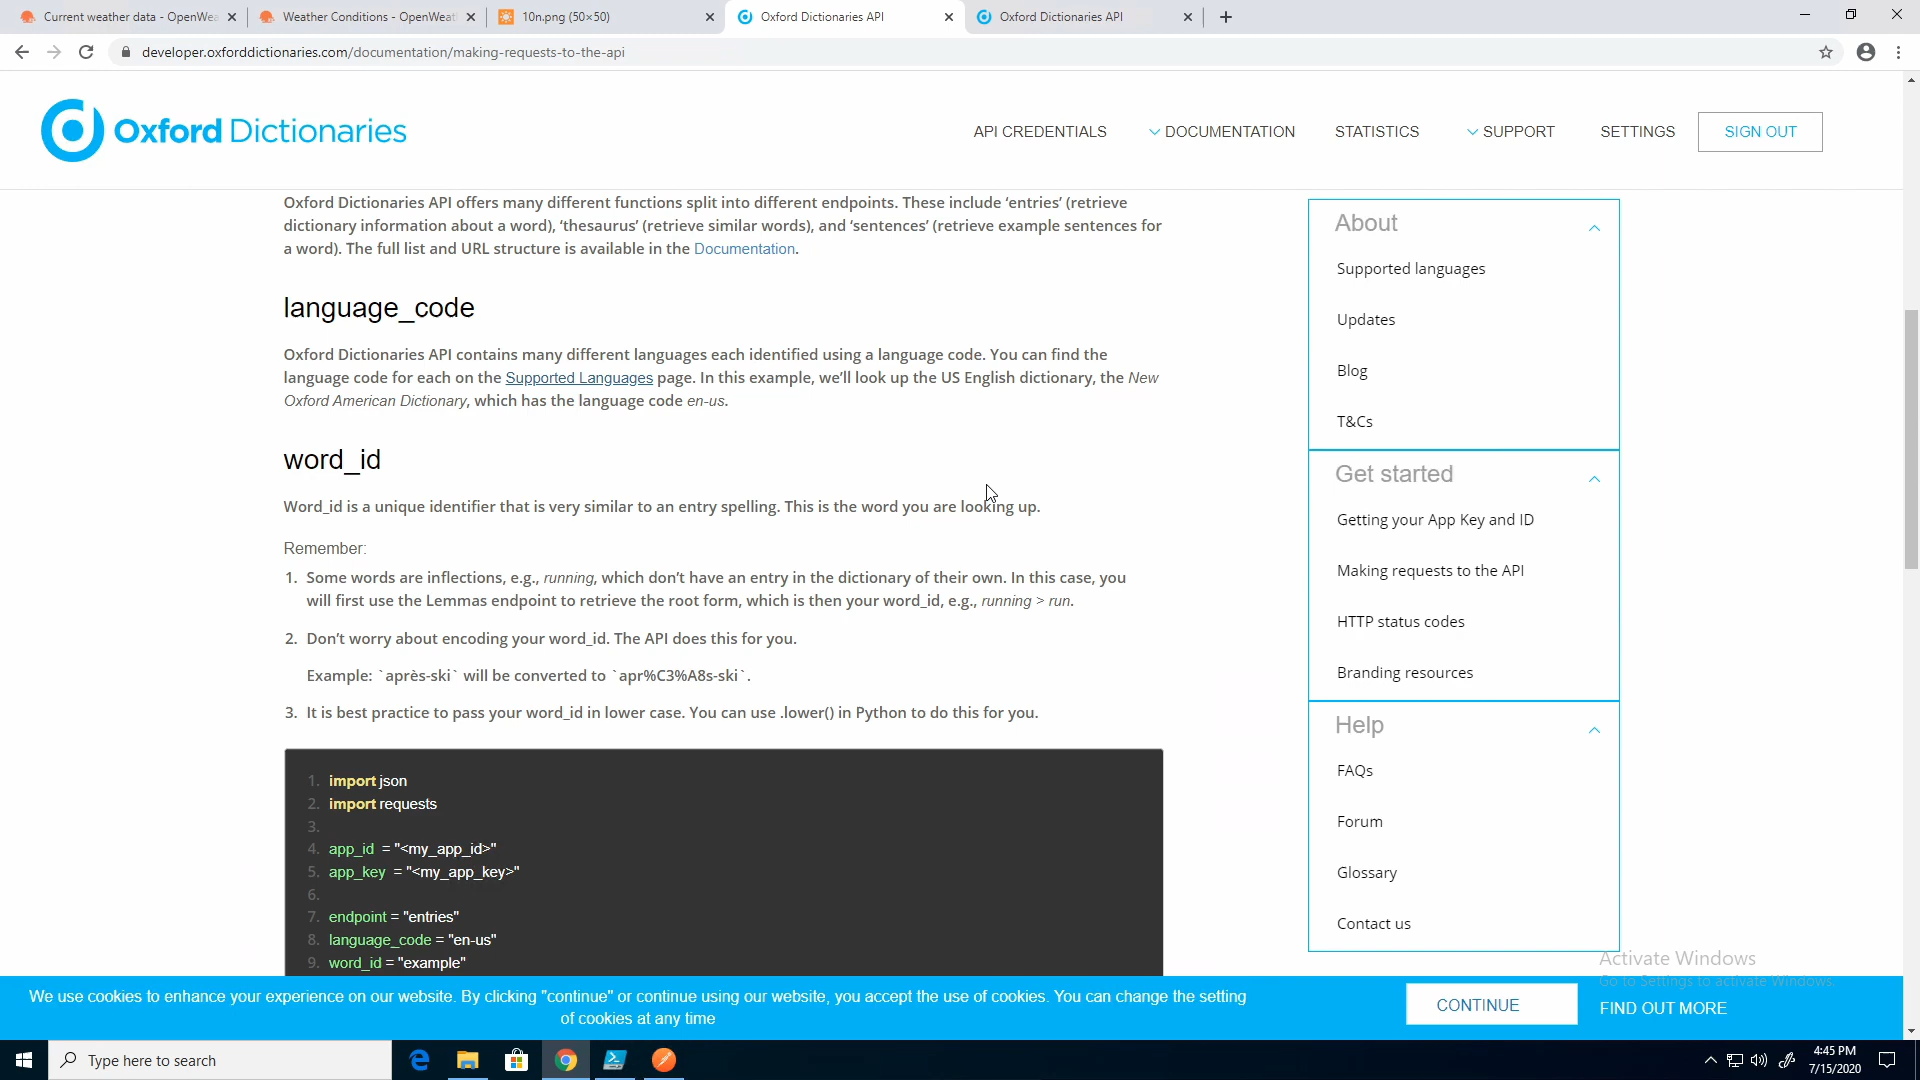 Current weather data - OpenWea
Weather Conditions - OpenWeat
10n.png (50×50)
Oxford Dictionaries API
Oxford Dictionaries API
developer.oxforddictionaries.com/documentation/making-requests-to-the-api
Oxford Dictionaries
API CREDENTIALS
DOCUMENTATION
STATISTICS
SUPPORT
SETTINGS
SIGN OUT
Oxford Dictionaries API offers many different functions split into different endpoints. These include ‘entries’ (retrieve
dictionary information about a word), ‘thesaurus’ (retrieve similar words), and ‘sentences’ (retrieve example sentences for
a word). The full list and URL structure is available in the Documentation.
language_code
Oxford Dictionaries API contains many different languages each identified using a language code. You can find the
language code for each on the Supported Languages page. In this example, we’ll look up the US English dictionary, the New
Oxford American Dictionary, which has the language code en-us.
word_id
Word_id is a unique identifier that is very similar to an entry spelling. This is the word you are looking up.
Remember:
1. Some words are inflections, e.g., running, which don’t have an entry in the dictionary of their own. In this case, you
will first use the Lemmas endpoint to retrieve the root form, which is then your word_id, e.g., running > run.
2. Don’t worry about encoding your word_id. The API does this for you.
Example: `après-ski` will be converted to `apr%C3%A8s-ski`.
3. It is best practice to pass your word_id in lower case. You can use .lower() in Python to do this for you.
1. import json
2. import requests
3.
4. app_id = "<my_app_id>"
5. app_key = "<my_app_key>"
6.
7. endpoint = "entries"
8. language_code = "en-us"
9. word_id = "example"
About
Supported languages
Updates
Blog
T&Cs
Get started
Getting your App Key and ID
Making requests to the API
HTTP status codes
Branding resources
Help
FAQs
Forum
Glossary
Contact us
Activate Windows
Go to Settings to activate Windows.
We use cookies to enhance your experience on our website. By clicking "continue" or continue using our website, you accept the use of cookies. You can change the setting
of cookies at any time
CONTINUE
FIND OUT MORE
Type here to search
4:45 PM
7/15/2020